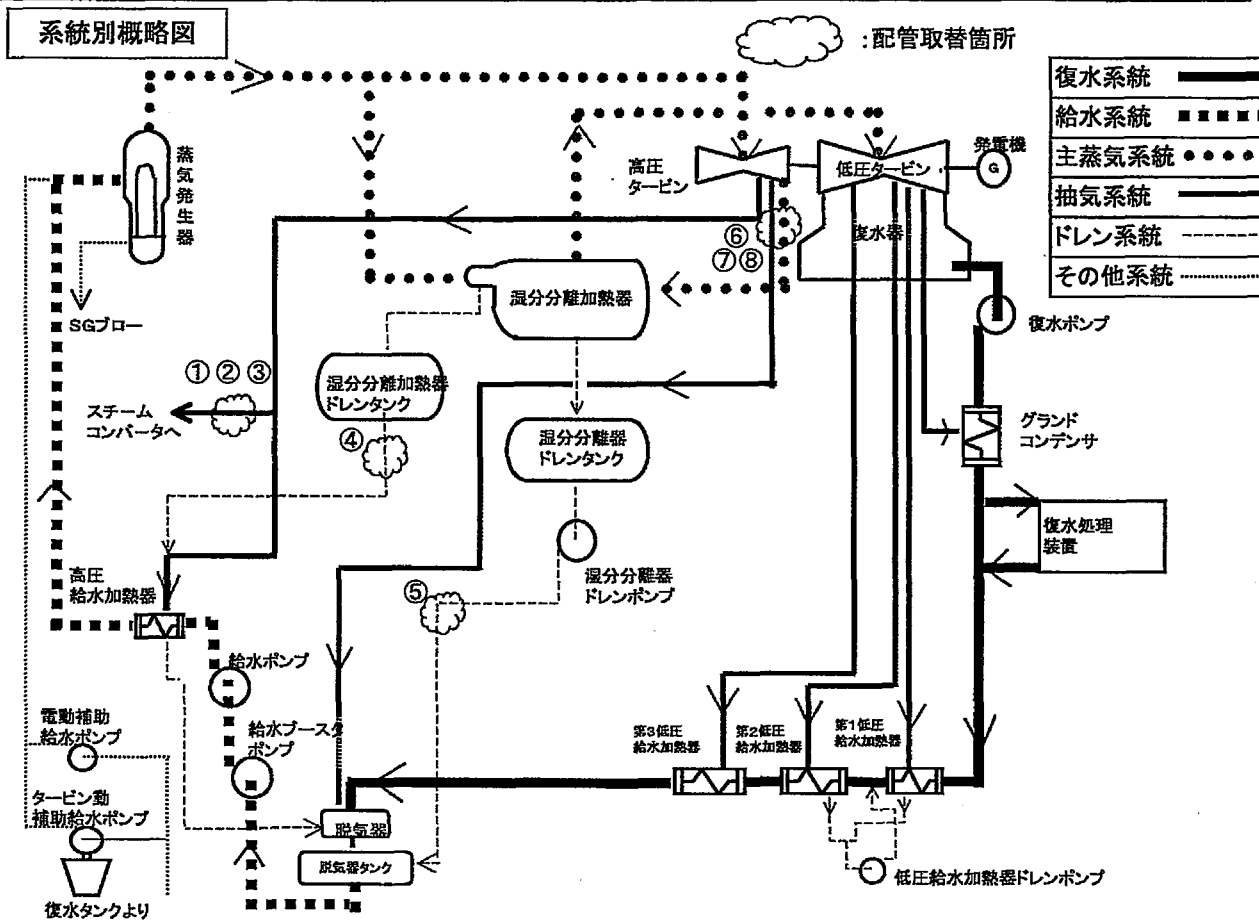 系統別概略図
:配管取替箇所
復水系統
給水系統
主蒸気系統
抽気系統
ドレン系統
その他系統
蒸気発生器
SGブロー
高圧
タービン
低圧タービン
発電機
G
復水器
⑥
⑦⑧
湿分分離加熱器
復水ポンプ
①②③
スチーム
コンバータへ
湿分分離加熱器
ドレンタンク
④
湿分分離器
ドレンタンク
グランド
コンデンサ
復水処理
装置
高圧
給水加熱器
⑤
湿分分離器
ドレンポンプ
給水ポンプ
電動補助
給水ポンプ
給水ブースタ
ポンプ
第3低圧
給水加熱器
第2低圧
給水加熱器
第1低圧
給水加熱器
タービン動
補助給水ポンプ
脱気器
脱気器タンク
低圧給水加熱器ドレンポンプ
復水タンクより